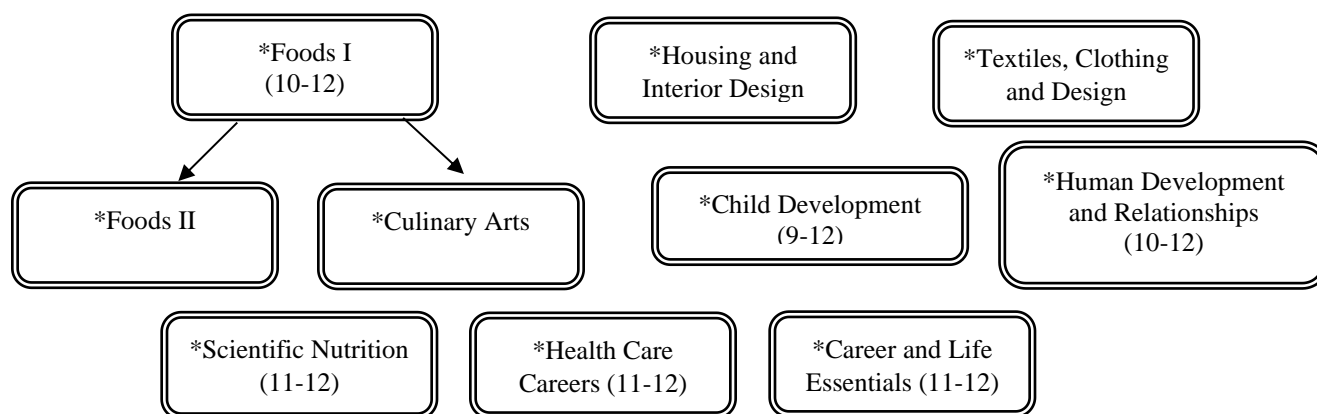 *Foods I
(10-12)
*Housing and
Interior Design
*Textiles, Clothing
and Design
*Foods II
*Culinary Arts
*Child Development
(9-12)
*Human Development
and Relationships
(10-12)
*Scientific Nutrition
(11-12)
*Health Care
Careers (11-12)
*Career and Life
Essentials (11-12)